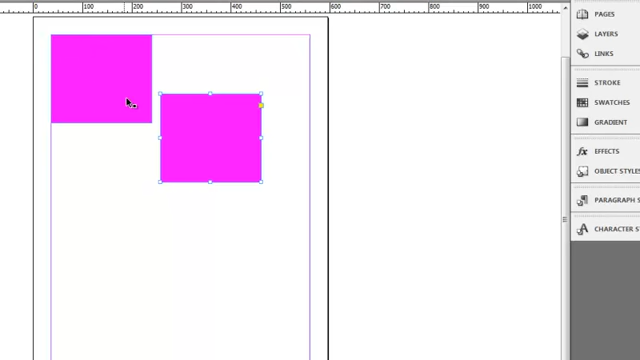 0 100 200 300 400 500 600 700 800 900 1000
PAGES
LAYERS
LINKS
STROKE
SWATCHES
GRADIENT
fx EFFECTS
OBJECT STYLES
PARAGRAPH S
CHARACTER S